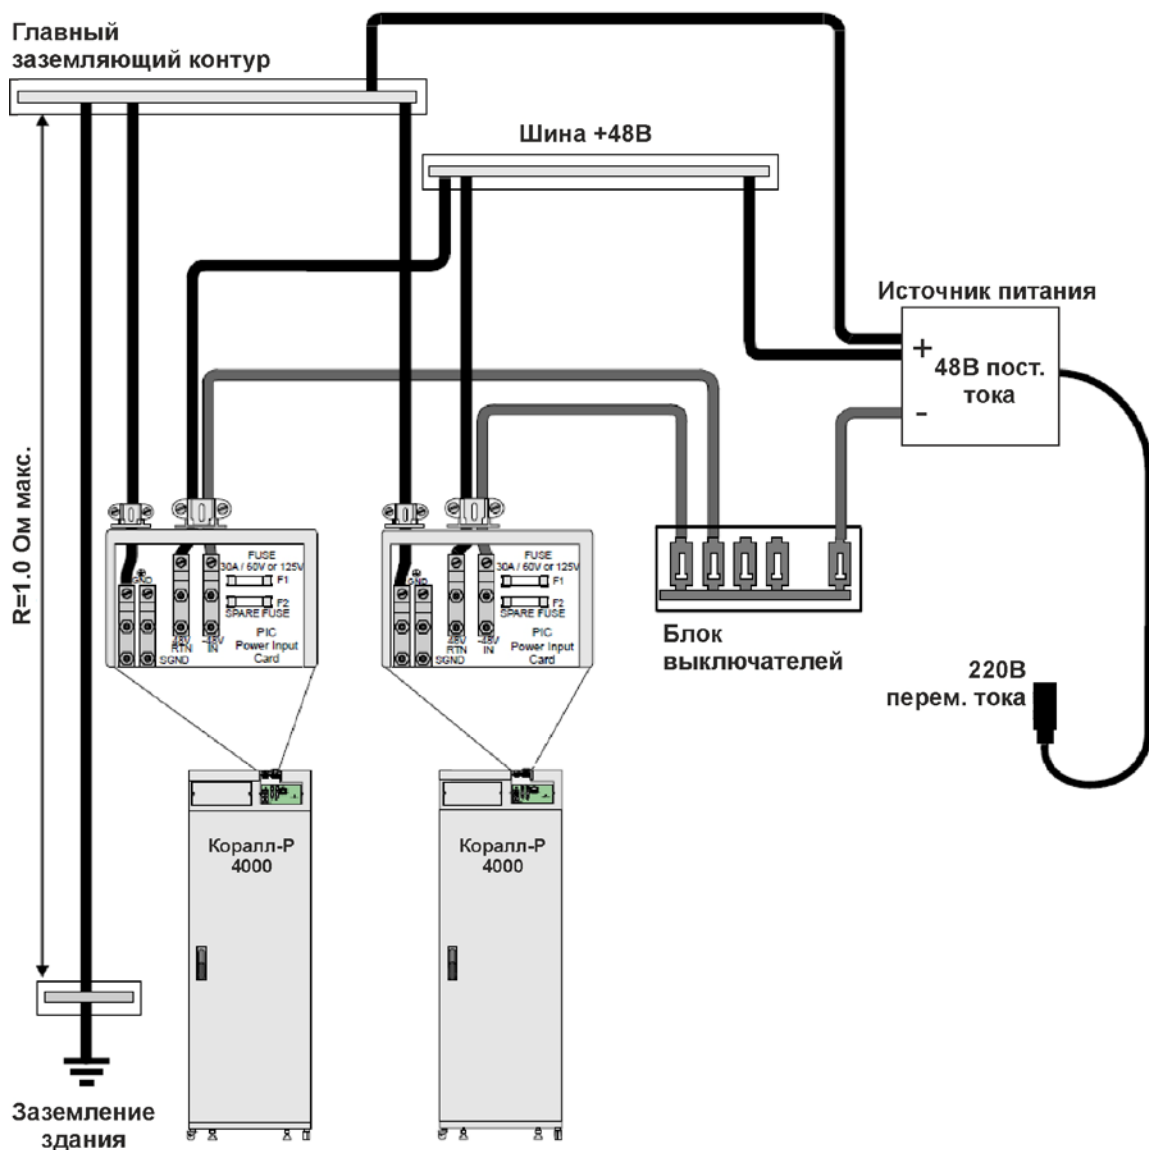 Главный
заземляющий контур
Шина +48В
Источник питания
+
48В пост.
тока
-
R=1.0 Ом макс.
GND
FUSE
30A / 60V or 125V
F1
F2
SPARE FUSE
-48V
RTN
-48V
IN
PIC
Power Input
Card
SGND
GND
FUSE
30A / 60V or 125V
F1
F2
SPARE FUSE
-48V
RTN
-48V
IN
PIC
Power Input
Card
SGND
Блок
выключателей
220В
перем. тока
Коралл-Р
4000
Коралл-Р
4000
Заземление
здания